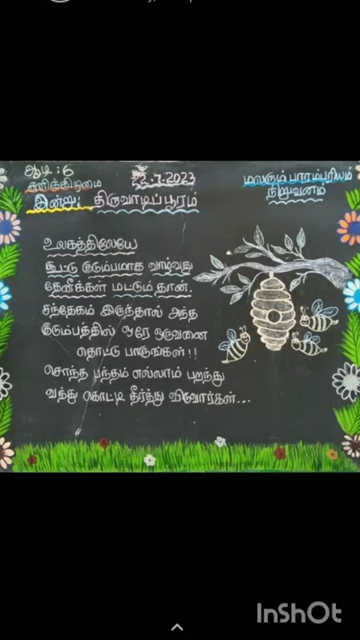 ஆடி : 6
22.7.2023
மலரும் பாரம்பரியம்
சனிக்கிழமை
நிறுவனம்
இன்று: திருவாடிப்பூரம்
உலகத்திலேயே
கூட்டு குடும்பமாக வாழ்வது
தேனீக்கள் மட்டும் தான்.
சந்தேகம் இருந்தால் அந்த
குடும்பத்தில் ஒரே ஒருவனை
தொட்டு பாருங்கள்!!
சொந்த பந்தம் எல்லாம் பறந்து
வந்து கொட்டி தீர்த்து விடுவார்கள்...
InShOt